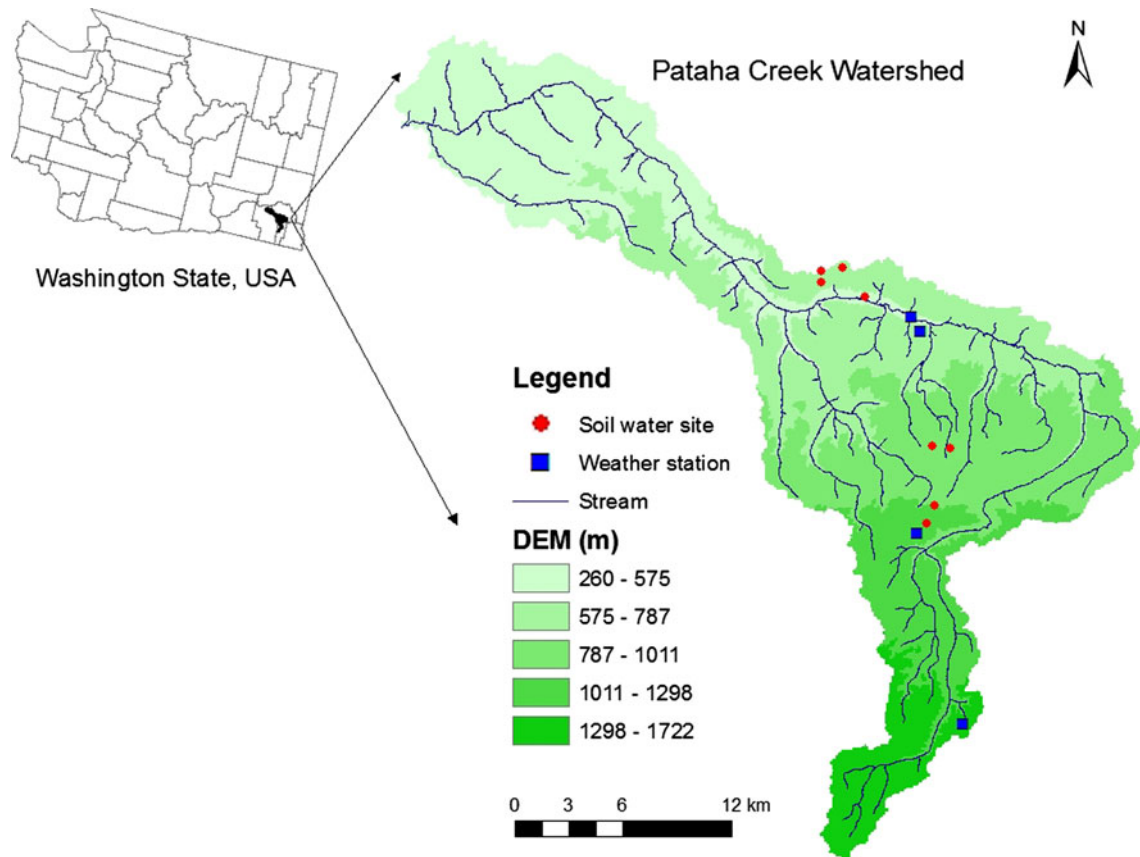 N
Pataha Creek Watershed
Washington State, USA
Legend
Soil water site
Weather station
Stream
DEM (m)
260 - 575
575 - 787
787 - 1011
1011 - 1298
1298 - 1722
0 3 6 12 km